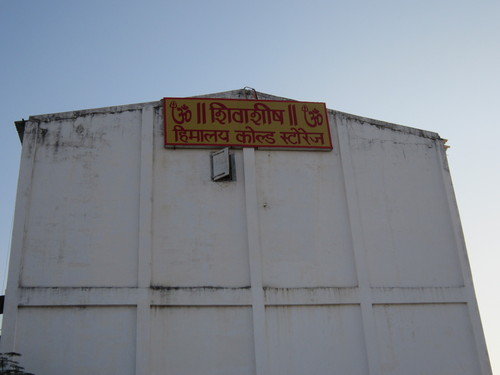 ॐ ॥ शिवाशीष ॥ ॐ
हिमालय कोल्ड स्टोरेज